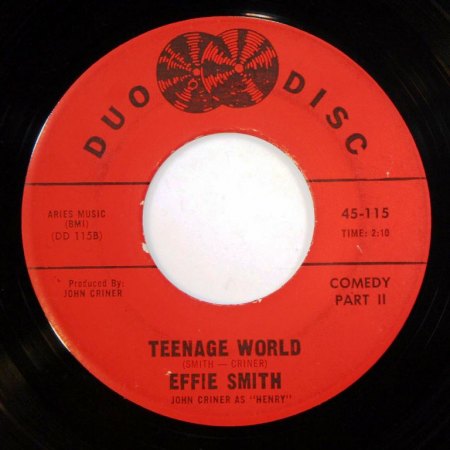 DUO DISC
ARIES MUSIC
(BMI)
(DD 115B)
45-115
TIME: 2:10
Produced By:
JOHN CRINER
COMEDY
PART II
TEENAGE WORLD
(SMITH — CRINER)
EFFIE SMITH
JOHN CRINER AS "HENRY"